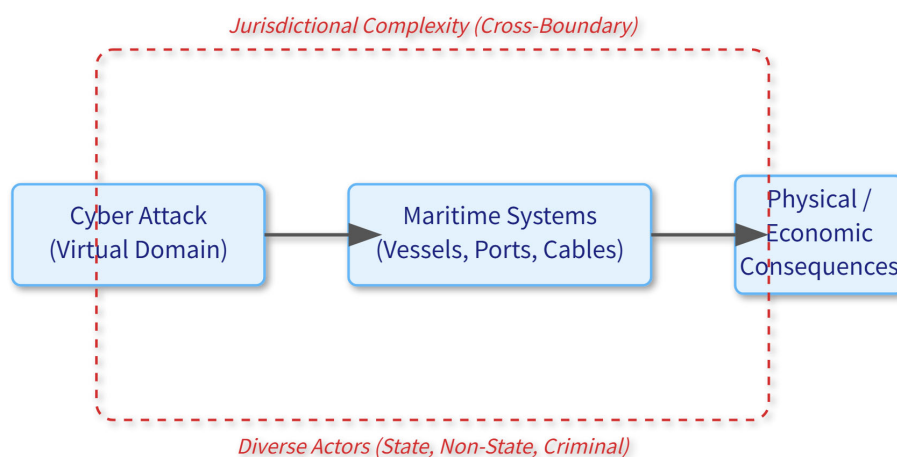 Jurisdictional Complexity (Cross-Boundary)
Cyber Attack
(Virtual Domain)
Maritime Systems
(Vessels, Ports, Cables)
Physical /
Economic
Consequences
Diverse Actors (State, Non-State, Criminal)